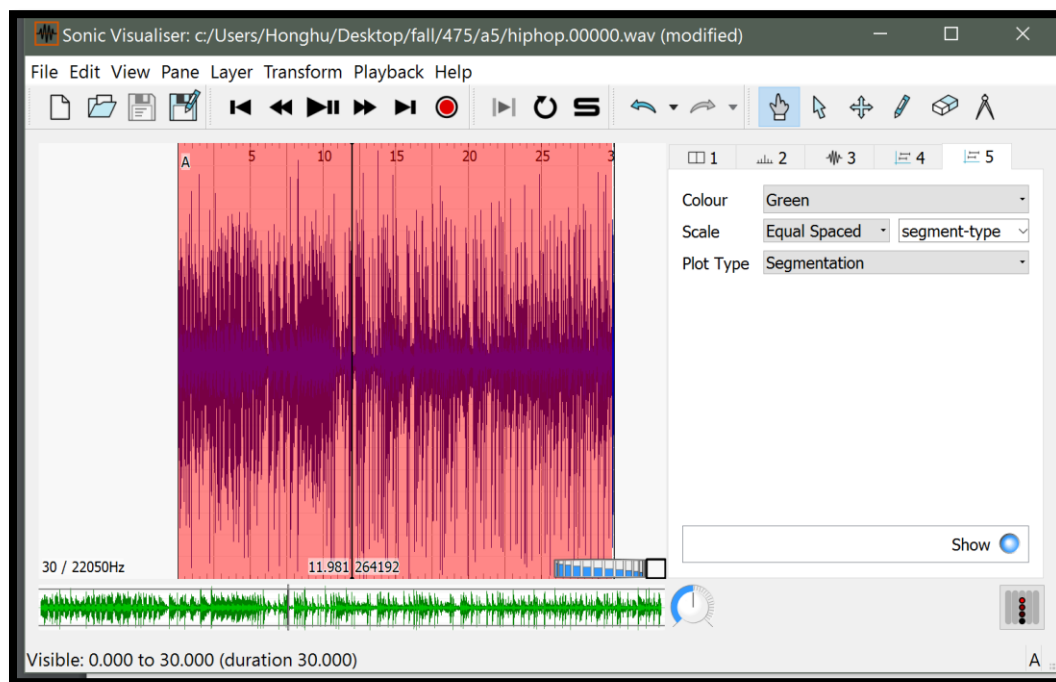 Sonic Visualiser: c:/Users/Honghu/Desktop/fall/475/a5/hiphop.00000.wav (modified)
File Edit View Pane Layer Transform Playback Help
A 5 10 15 20 25 3
1 2 3 4 5
Colour Green
Scale Equal Spaced segment-type
Plot Type Segmentation
Show
30 / 22050Hz 11.981 264192
Visible: 0.000 to 30.000 (duration 30.000) A